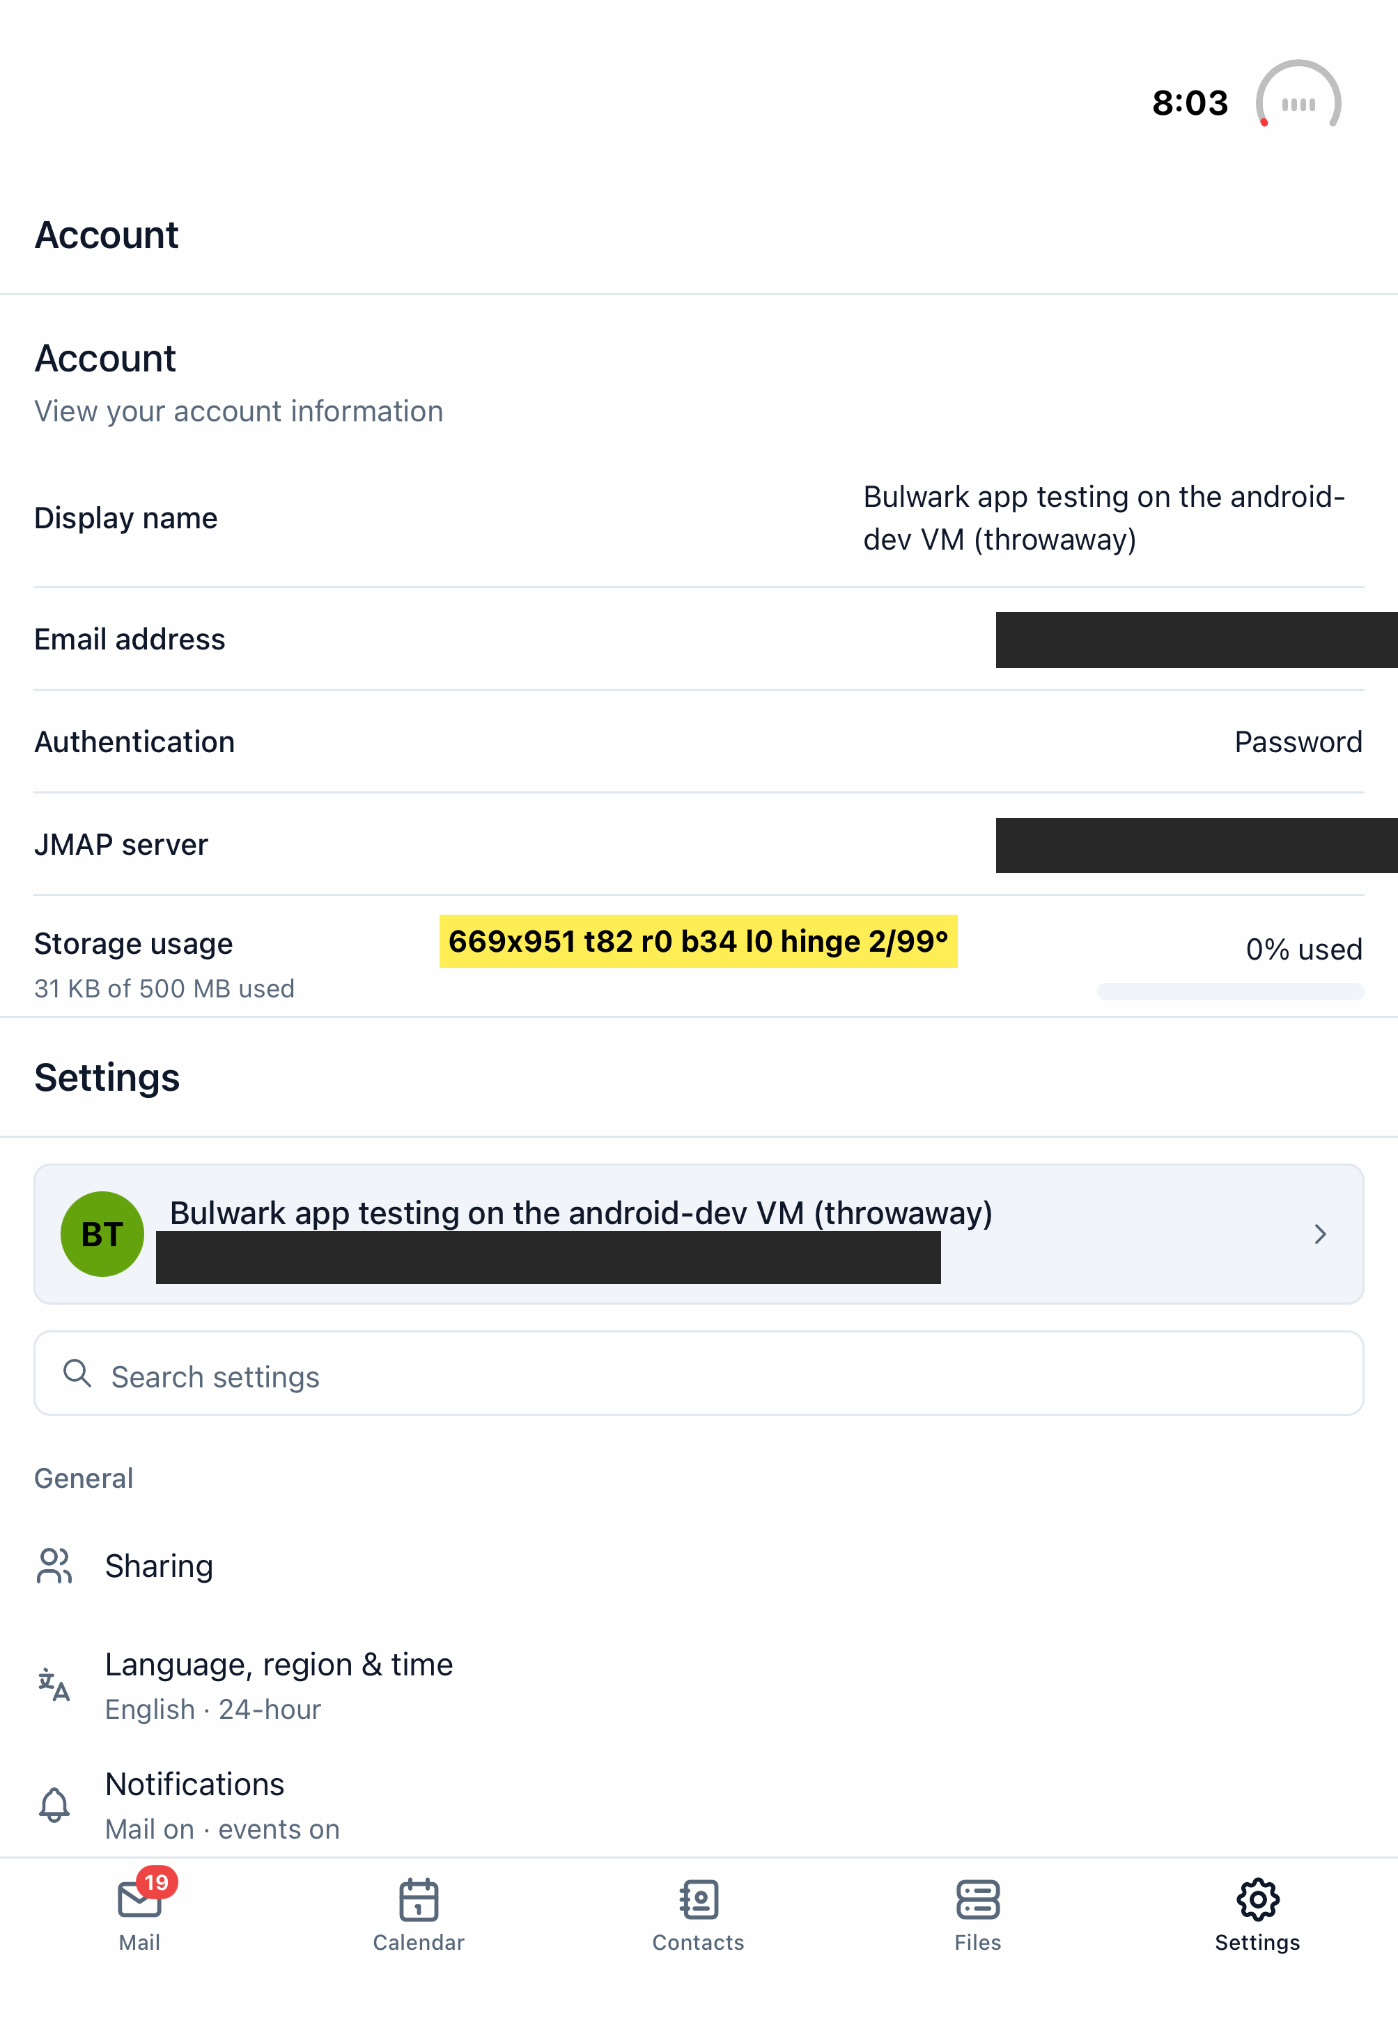 8:03
Account
Account
View your account information
Display name
Bulwark app testing on the android-
dev VM (throwaway)
Email address
Authentication
Password
JMAP server
Storage usage
31 KB of 500 MB used
669x951 t82 r0 b34 l0 hinge 2/99°
0% used
Settings
BT
Bulwark app testing on the android-dev VM (throwaway)
Search settings
General
Sharing
Language, region & time
English · 24-hour
Notifications
Mail on · events on
19
Mail
Calendar
Contacts
Files
Settings